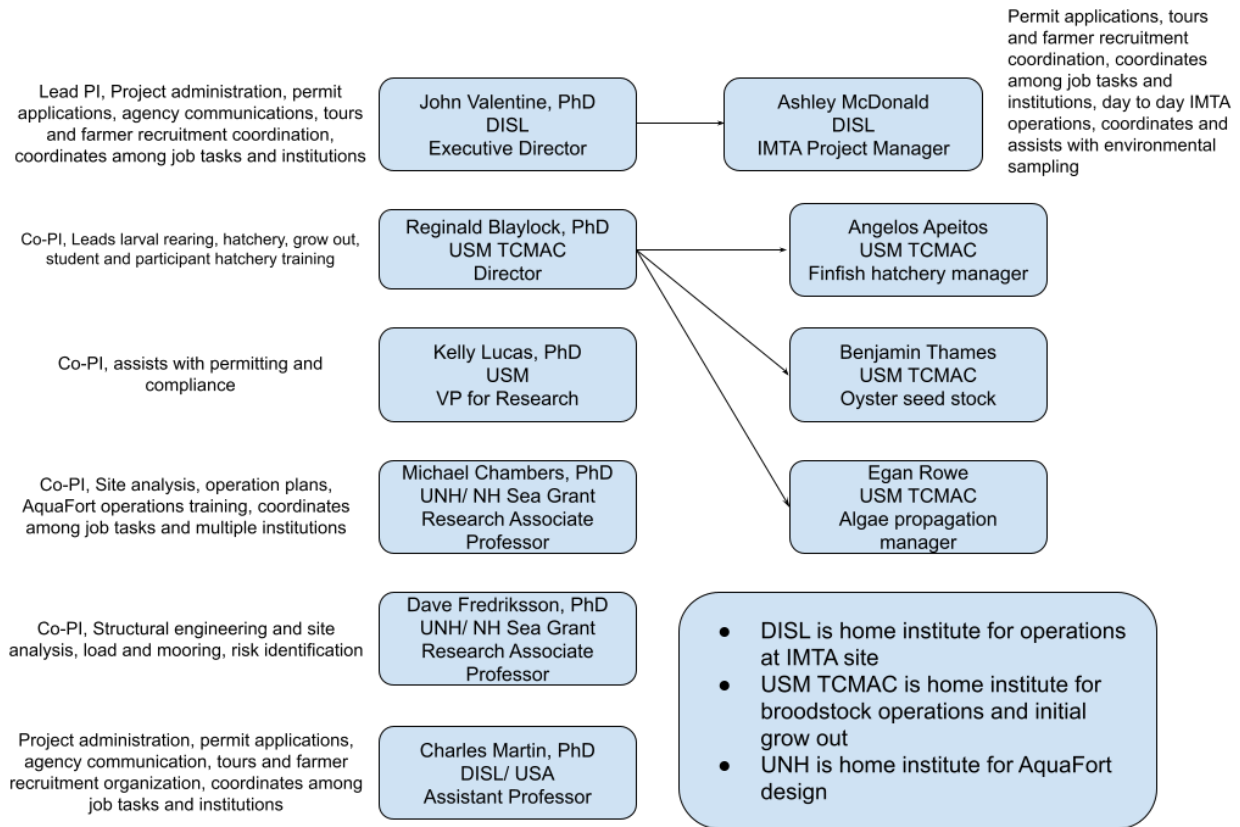 Lead PI, Project administration, permit
applications, agency communications, tours
and farmer recruitment coordination,
coordinates among job tasks and institutions
John Valentine, PhD
DISL
Executive Director
Ashley McDonald
DISL
IMTA Project Manager
Permit applications, tours
and farmer recruitment
coordination, coordinates
among job tasks and
institutions, day to day IMTA
operations, coordinates and
assists with environmental
sampling
Co-PI, Leads larval rearing, hatchery, grow out,
student and participant hatchery training
Reginald Blaylock, PhD
USM TCMAC
Director
Angelos Apeitos
USM TCMAC
Finfish hatchery manager
Co-PI, assists with permitting and
compliance
Kelly Lucas, PhD
USM
VP for Research
Benjamin Thames
USM TCMAC
Oyster seed stock
Co-PI, Site analysis, operation plans,
AquaFort operations training, coordinates
among job tasks and multiple institutions
Michael Chambers, PhD
UNH/ NH Sea Grant
Research Associate
Professor
Egan Rowe
USM TCMAC
Algae propagation
manager
Co-PI, Structural engineering and site
analysis, load and mooring, risk identification
Dave Fredriksson, PhD
UNH/ NH Sea Grant
Research Associate
Professor
Project administration, permit applications,
agency communication, tours and farmer
recruitment organization, coordinates among
job tasks and institutions
Charles Martin, PhD
DISL/ USA
Assistant Professor
● DISL is home institute for operations
at IMTA site
● USM TCMAC is home institute for
broodstock operations and initial
grow out
● UNH is home institute for AquaFort
design